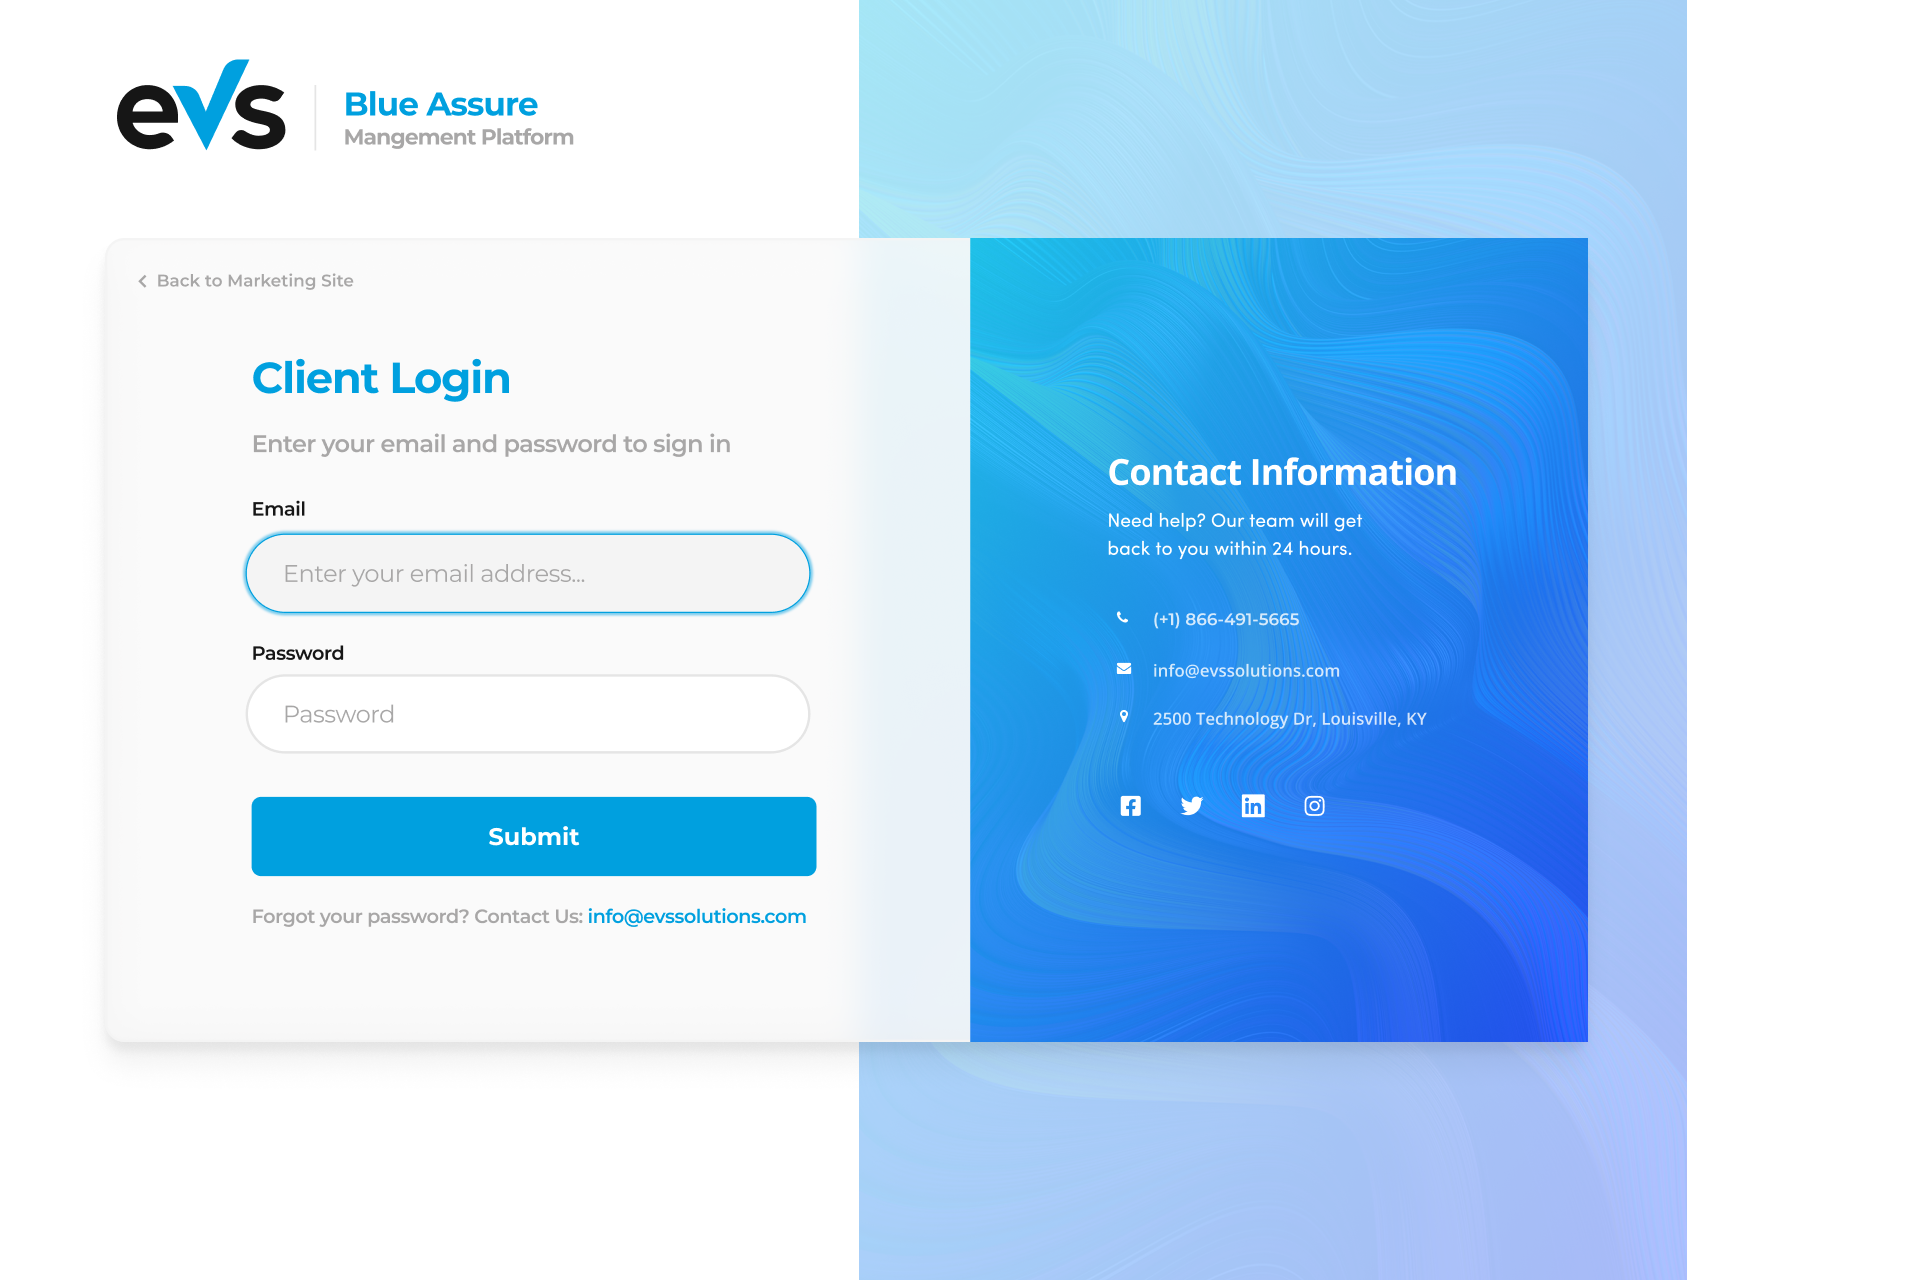 evs
Blue Assure
Mangement Platform
Back to Marketing Site
Client Login
Enter your email and password to sign in
Email
Enter your email address...
Password
Password
Submit
Forgot your password? Contact Us: info@evssolutions.com
Contact Information
Need help? Our team will get
back to you within 24 hours.
(+1) 866-491-5665
info@evssolutions.com
2500 Technology Dr, Louisville, KY